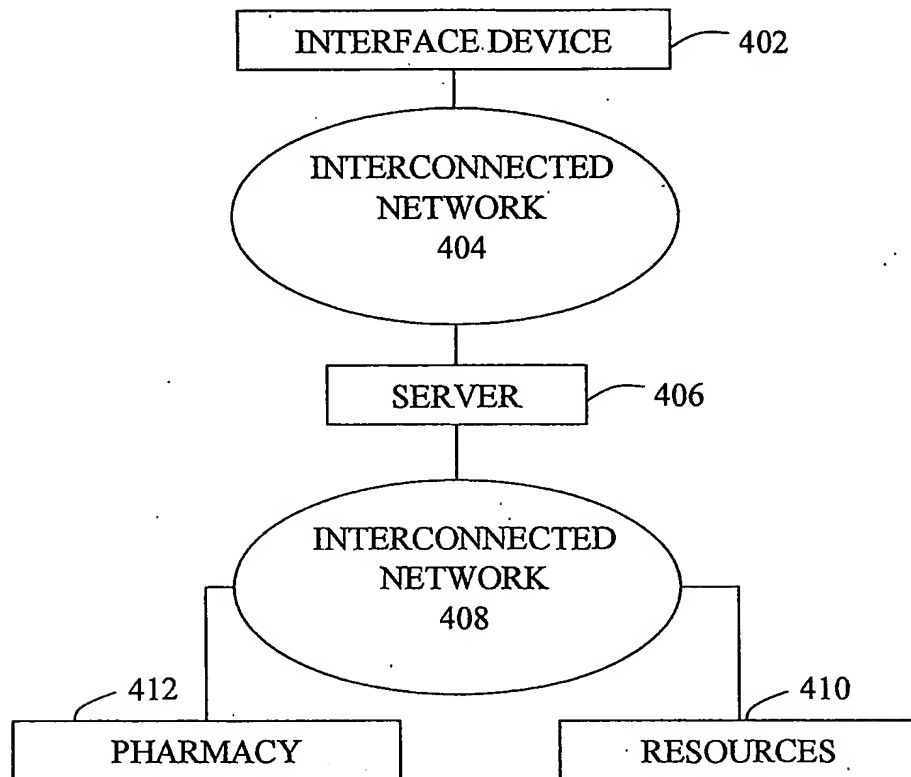 INTERFACE DEVICE
402
INTERCONNECTED
NETWORK
404
SERVER
406
INTERCONNECTED
NETWORK
408
412
410
PHARMACY
RESOURCES